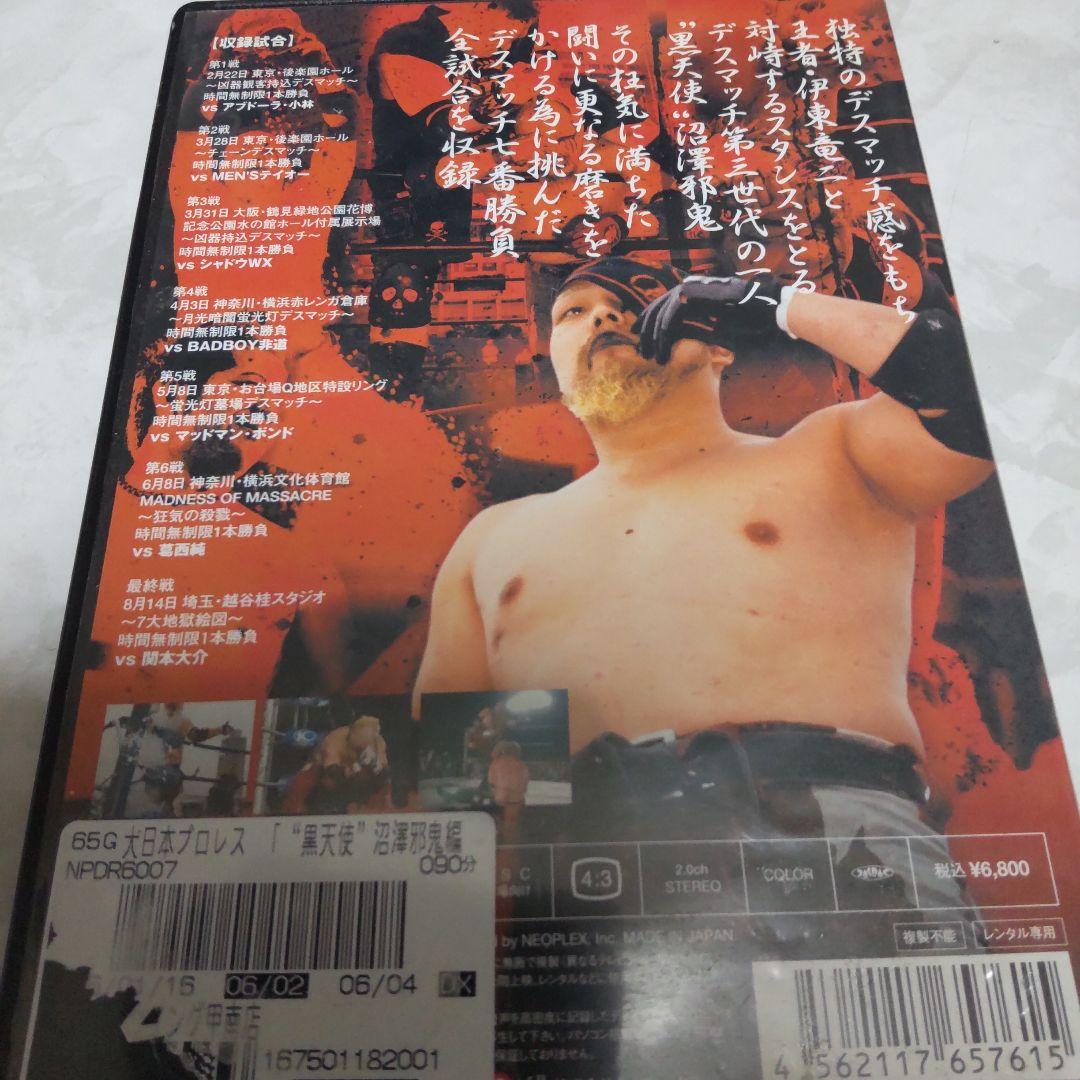 独特のデスマッチ感をもち
王者・伊東竜二と
対峙するスタンスをとる
デスマッチ第三世代の一人
“黒天使“沼澤邪鬼
その狂気に満ちた
闘いに更なる磨きを
かける為に挑んだ
デスマッチ七番勝負
全試合を収録
【収録試合】
第1戦
2月22日 東京・後楽園ホール
～凶器観客持込デスマッチ～
時間無制限1本勝負
vs アブドーラ・小林
第2戦
3月28日 東京・後楽園ホール
～チェーンデスマッチ～
時間無制限1本勝負
vs MEN'Sテイオー
第3戦
3月31日 大阪・鶴見緑地公園花博
記念公園水の館ホール付属展示場
～凶器持込デスマッチ～
時間無制限1本勝負
vs シャドウWX
第4戦
4月3日 神奈川・横浜赤レンガ倉庫
～月光暗闇蛍光灯デスマッチ～
時間無制限1本勝負
vs BADBOY非道
第5戦
5月8日 東京・お台場Q地区特設リング
～蛍光灯墓場デスマッチ～
時間無制限1本勝負
vs マッドマン・ポンド
第6戦
6月8日 神奈川・横浜文化体育館
MADNESS OF MASSACRE
～狂気の殺戮～
時間無制限1本勝負
vs 葛西純
最終戦
8月14日 埼玉・越谷桂スタジオ
～7大地獄絵図～
時間無制限1本勝負
vs 関本大介
65G 大日本プロレス 「“黒天使”沼澤邪鬼編
NPDR6007 090分
/16 06/02 06/04 DX
167501182001
4:3
2.0ch
STEREO
COLOR
税込 ¥6,800
by NEOPLEX, Inc. MADE IN JAPAN
複製不能
レンタル専用
4 562117 657615